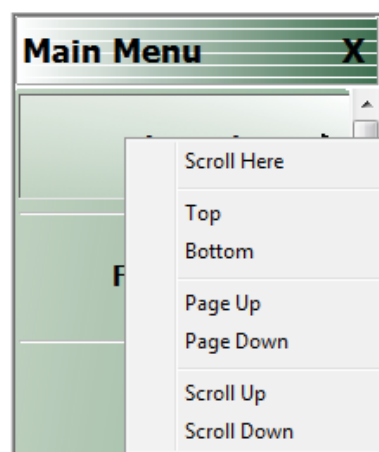 Main Menu X
Scroll Here
Top
Bottom
F
Page Up
Page Down
Scroll Up
Scroll Down